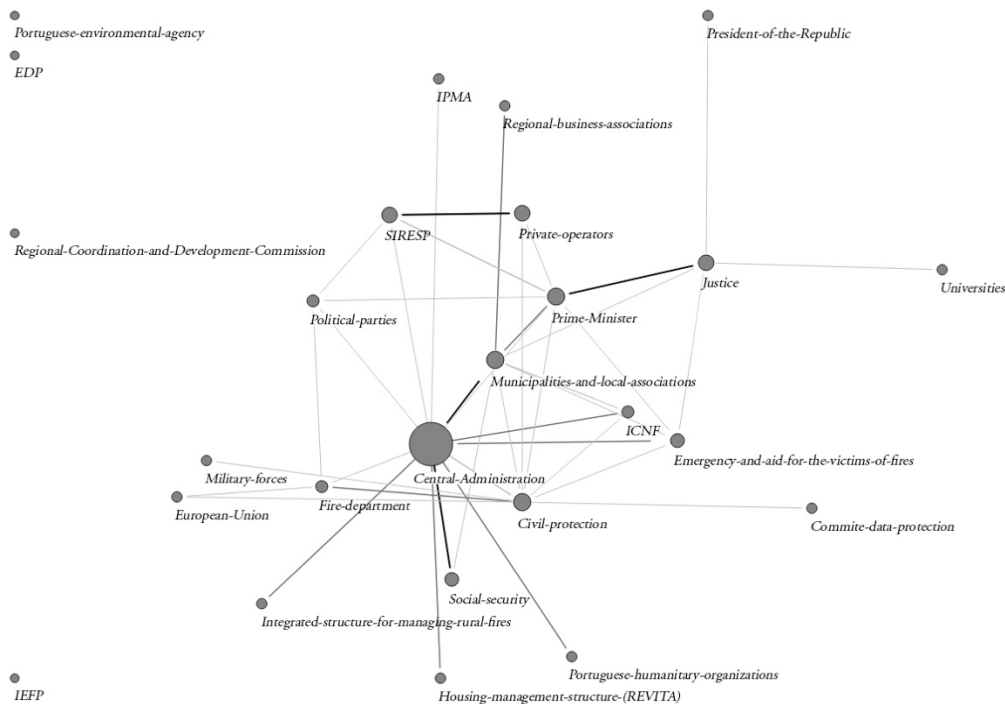 Portuguese-environmental-agency
President-of-the-Republic
EDP
IPMA
Regional-business-associations
SIRESP
Private-operators
Regional-Coordination-and-Development-Commission
Justice
Universities
Political-parties
Prime-Minister
Municipalities-and-local-associations
ICNF
Emergency-and-aid-for-the-victims-of-fires
Military-forces
Central-Administration
European-Union
Fire-department
Civil-protection
Commite-data-protection
Social-security
Integrated-structure-for-managing-rural-fires
Portuguese-humanitary-organizations
IEFP
Housing-management-structure-(REVITA)